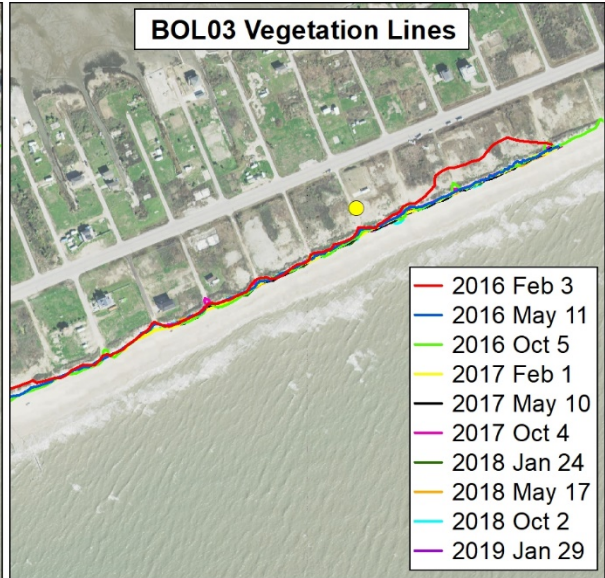 BOL03 Vegetation Lines
2016 Feb 3
2016 May 11
2016 Oct 5
2017 Feb 1
2017 May 10
2017 Oct 4
2018 Jan 24
2018 May 17
2018 Oct 2
2019 Jan 29